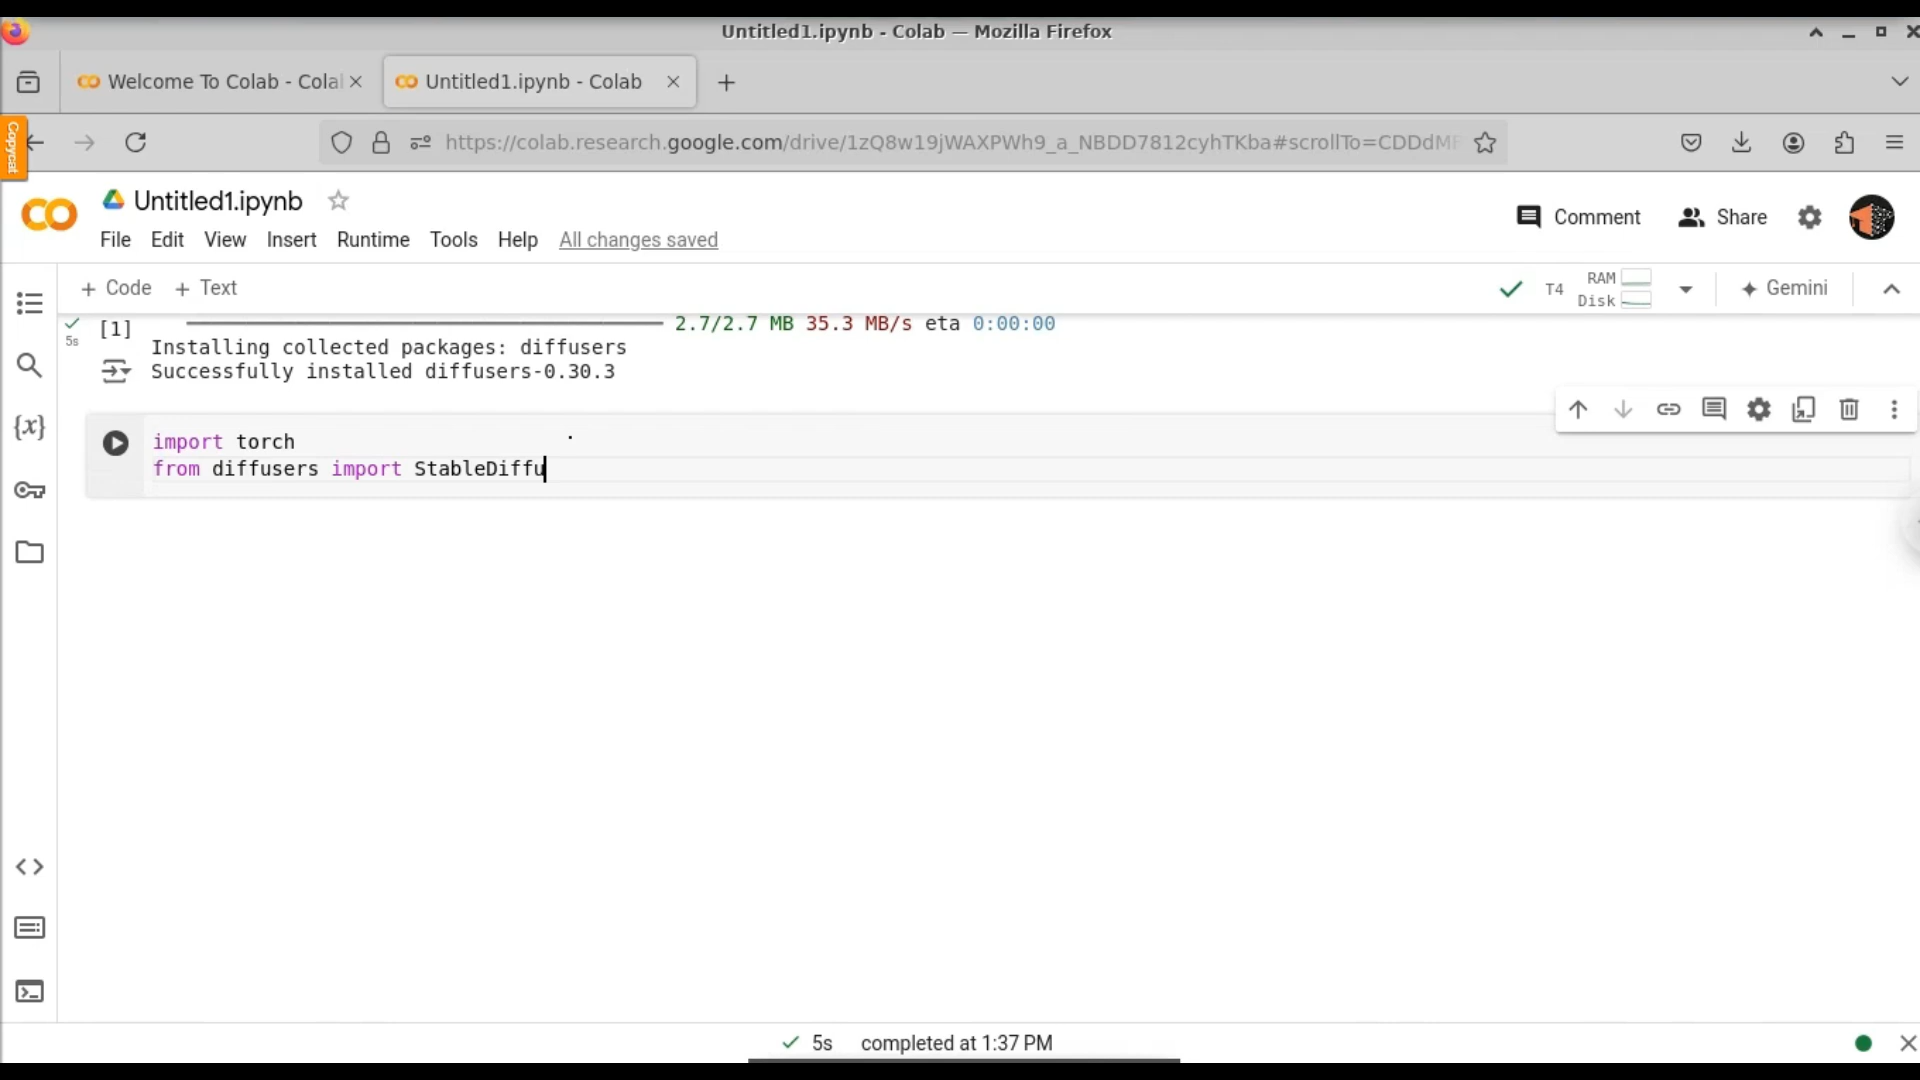 Untitled1.ipynb - Colab — Mozilla Firefox
Welcome To Colab - Colal
Untitled1.ipynb - Colab
Copycat
https://colab.research.google.com/drive/1zQ8w19jWAXPWh9_a_NBDD7812cyhTKba#scrollTo=CDDdMF
Untitled1.ipynb
Comment
Share
File Edit View Insert Runtime Tools Help All changes saved
+ Code + Text
T4
RAM
Disk
Gemini
[1]
5s
2.7/2.7 MB 35.3 MB/s eta 0:00:00
Installing collected packages: diffusers
Successfully installed diffusers-0.30.3
{x}
import torch
from diffusers import StableDiffu
5s completed at 1:37 PM